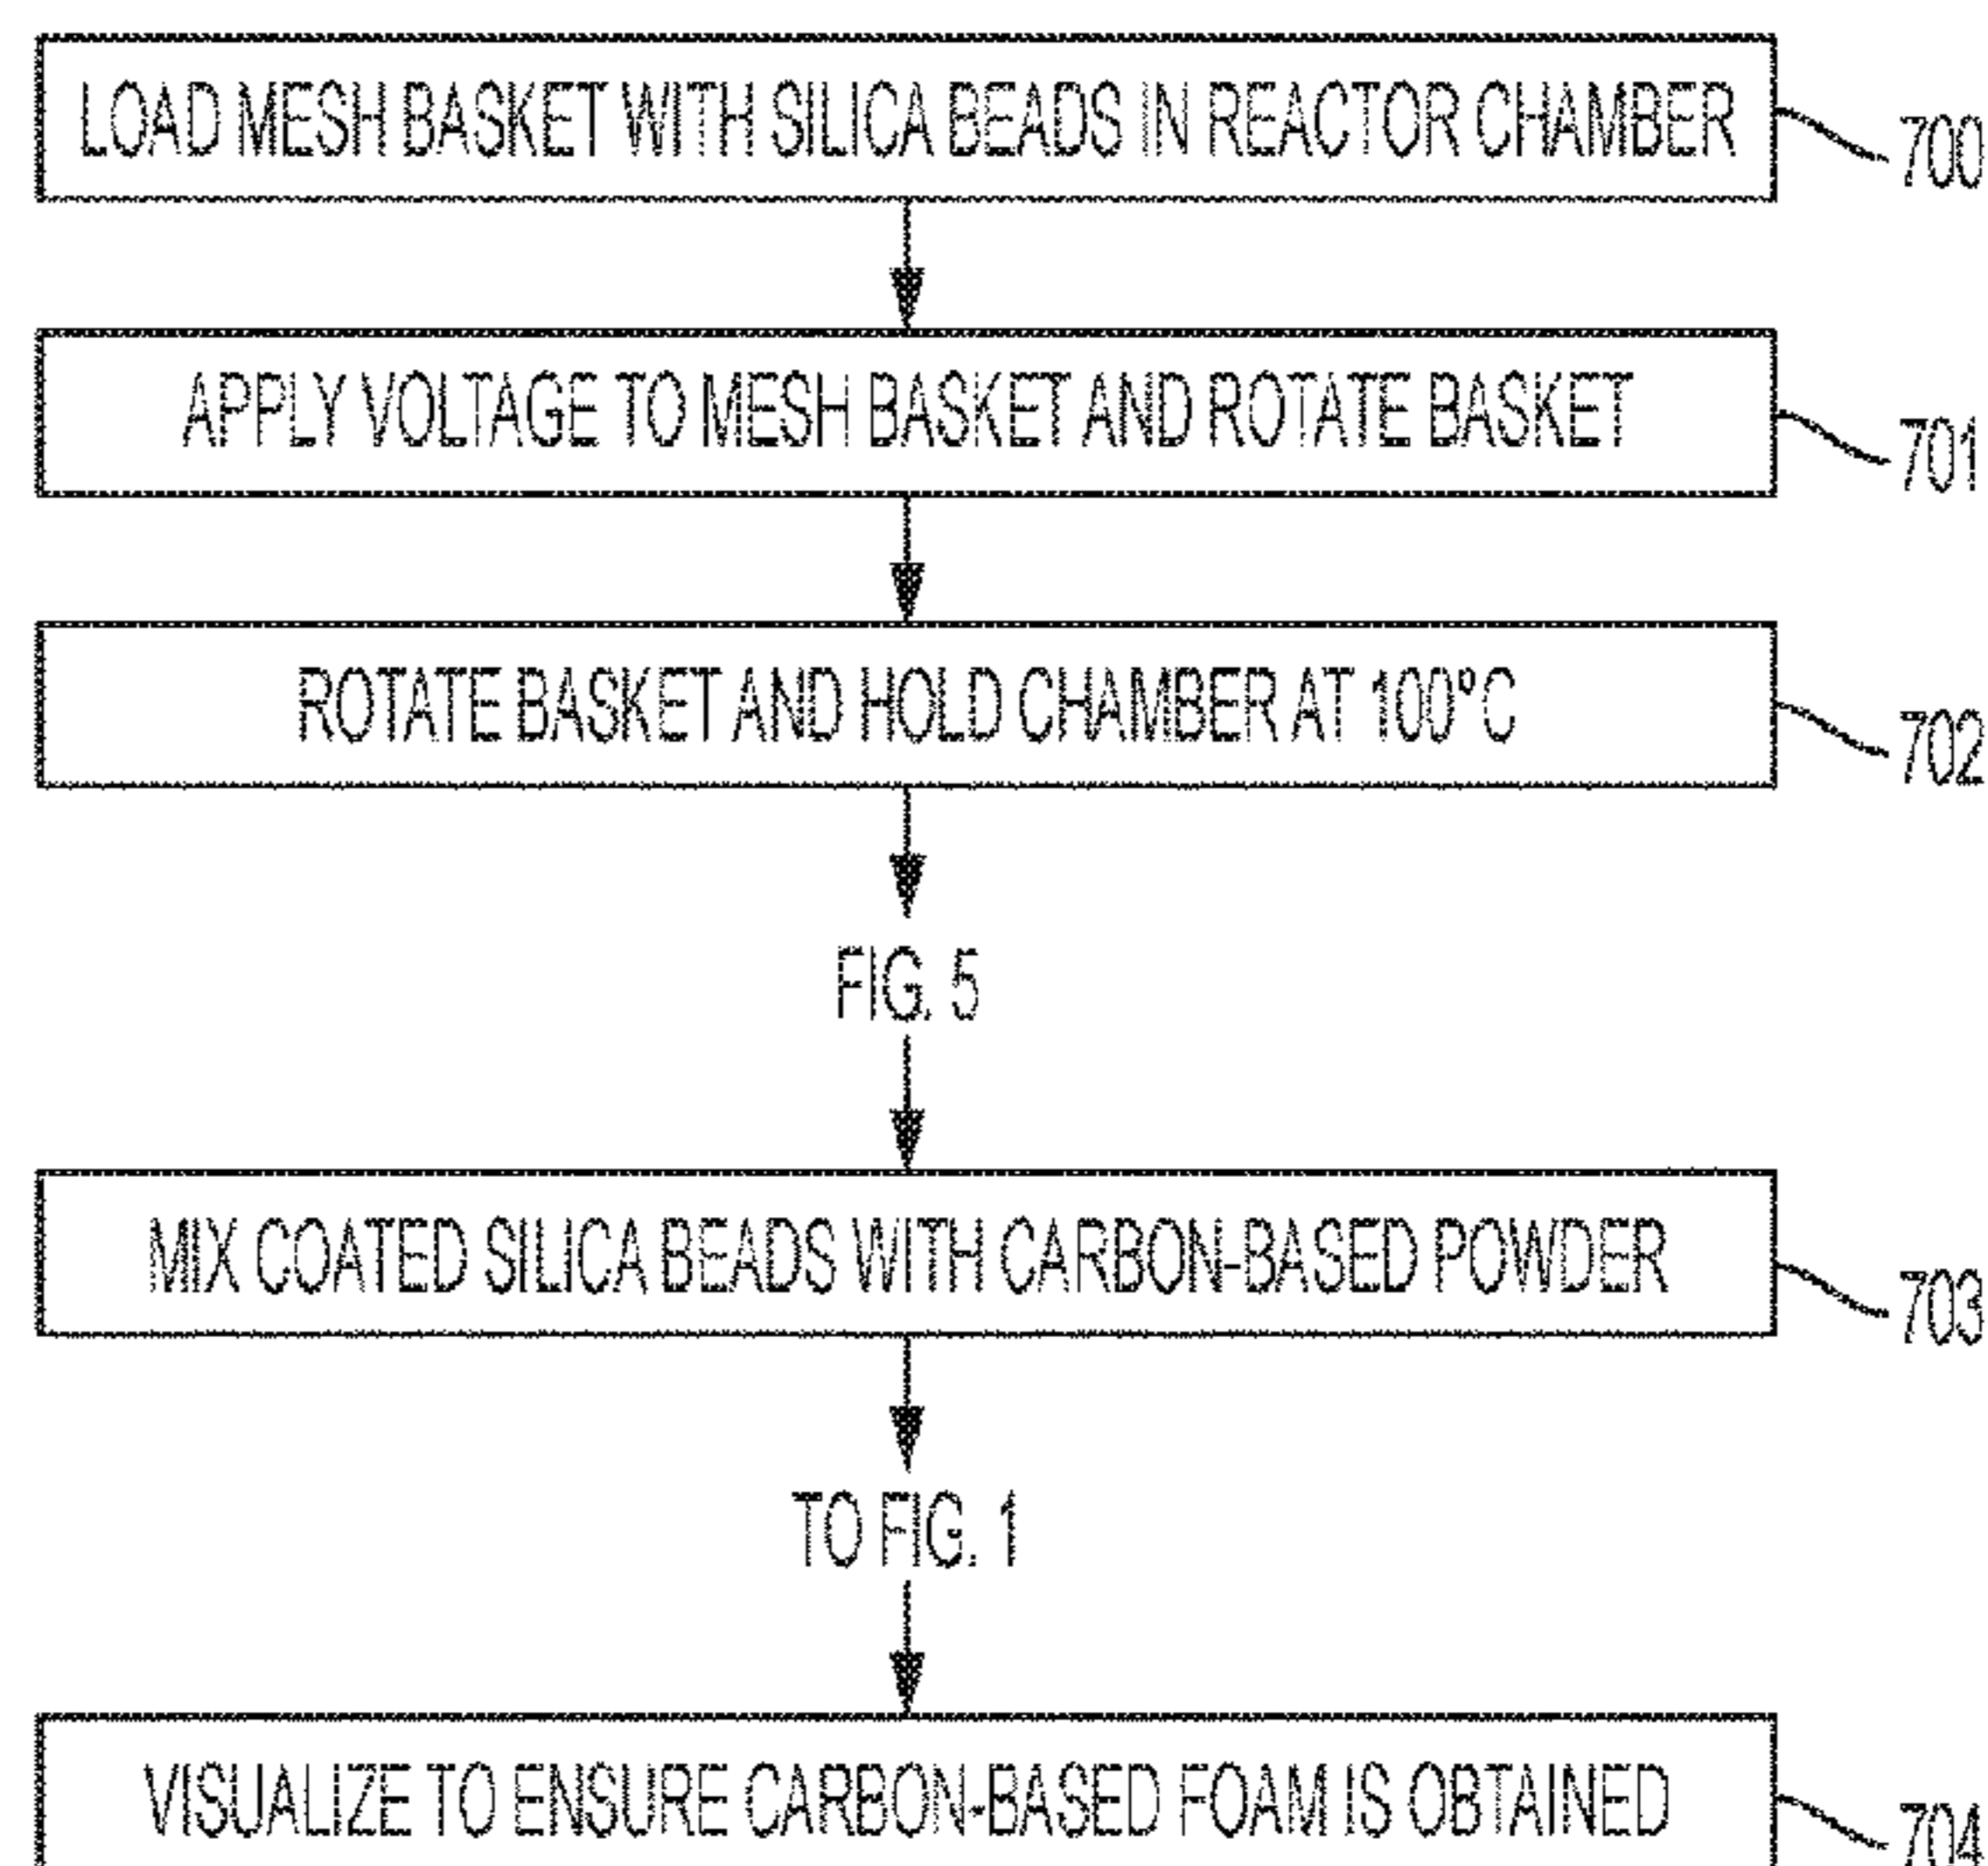 LOAD MESH BASKET WITH SILICA BEADS IN REACTOR CHAMBER
700
APPLY VOLTAGE TO MESH BASKET AND ROTATE BASKET
701
ROTATE BASKET AND HOLD CHAMBER AT 100ºC
702
FIG. 5
MIX COATED SILICA BEADS WITH CARBON-BASED POWDER
703
TO FIG. 1
VISUALIZE TO ENSURE CARBON-BASED FOAM IS OBTAINED
704